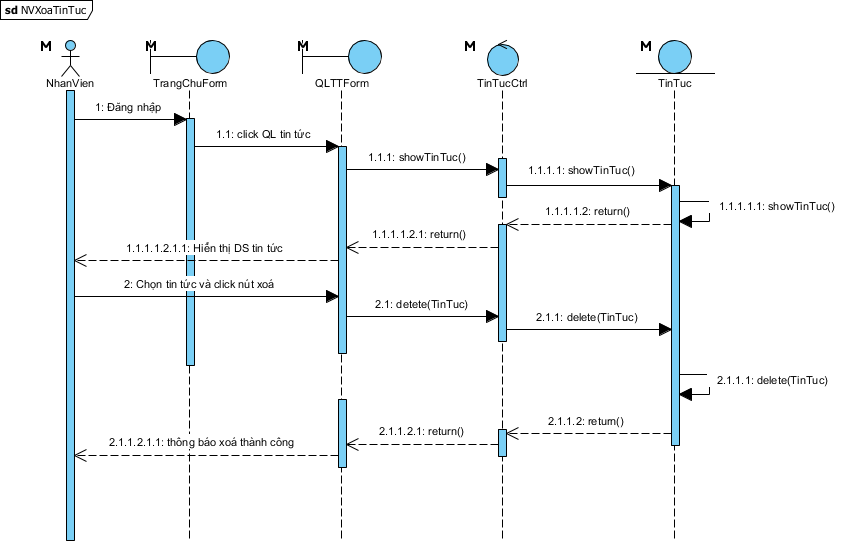 sd NVXoaTinTuc
M
M
M
M
M
NhanVien
TrangChuForm
QLTTForm
TinTucCtrl
TinTuc
1: Đăng nhập
1.1: click QL tin tức
1.1.1: showTinTuc()
1.1.1.1: showTinTuc()
1.1.1.1.1: showTinTuc()
1.1.1.1.2: return()
1.1.1.1.2.1: return()
1.1.1.1.2.1.1: Hiển thị DS tin tức
2: Chọn tin tức và click nút xoá
2.1: detete(TinTuc)
2.1.1: delete(TinTuc)
2.1.1.1: delete(TinTuc)
2.1.1.2: return()
2.1.1.2.1: return()
2.1.1.2.1.1: thông báo xoá thành công